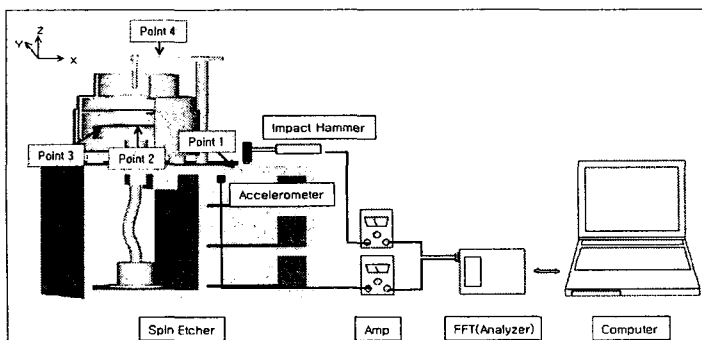 Point 4
Z
Y
X
Impact Hammer
Point 1
Point 3
Point 2
Accelerometer
Spin Etcher
Amp
FFT(Analyzer)
Computer